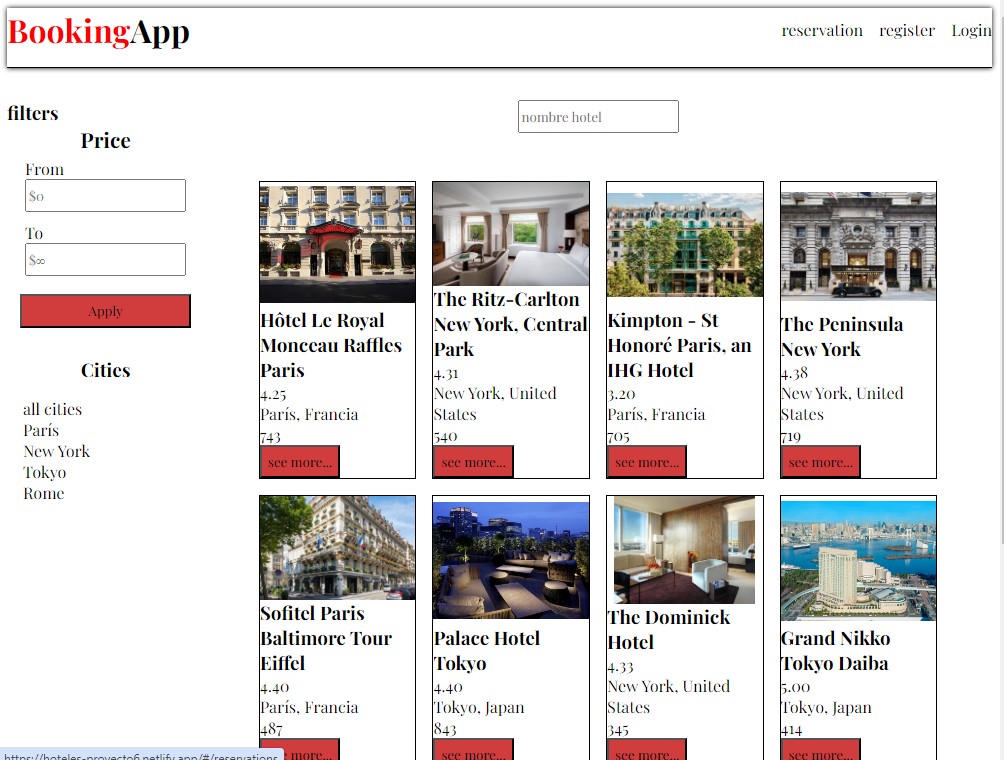 BookingApp
reservation register Login
filters
nombre hotel
Price
From
$0
To
$∞
Apply
Cities
all cities
París
New York
Tokyo
Rome
Hôtel Le Royal
Monceau Raffles
Paris
4.25
París, Francia
743
see more...
The Ritz-Carlton
New York, Central
Park
4.31
New York, United
States
540
see more...
Kimpton - St
Honoré Paris, an
IHG Hotel
3.20
París, Francia
705
see more...
The Peninsula
New York
4.38
New York, United
States
719
see more...
Sofitel Paris
Baltimore Tour
Eiffel
4.40
París, Francia
487
see more...
Palace Hotel
Tokyo
4.40
Tokyo, Japan
843
see more...
The Dominick
Hotel
4.33
New York, United
States
345
see more...
Grand Nikko
Tokyo Daiba
5.00
Tokyo, Japan
414
see more...
https://hoteles-proyecto6.netlify.app/#/reservations